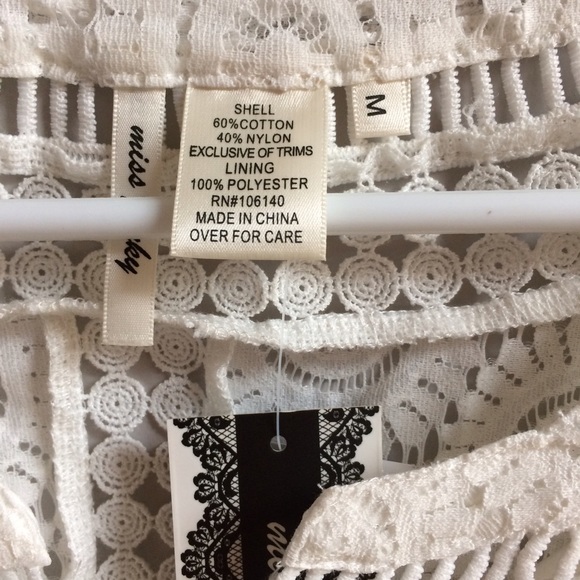 SHELL
60%COTTON
40% NYLON
EXCLUSIVE OF TRIMS
LINING
100% POLYESTER
RN#106140
MADE IN CHINA
OVER FOR CARE
M
miss